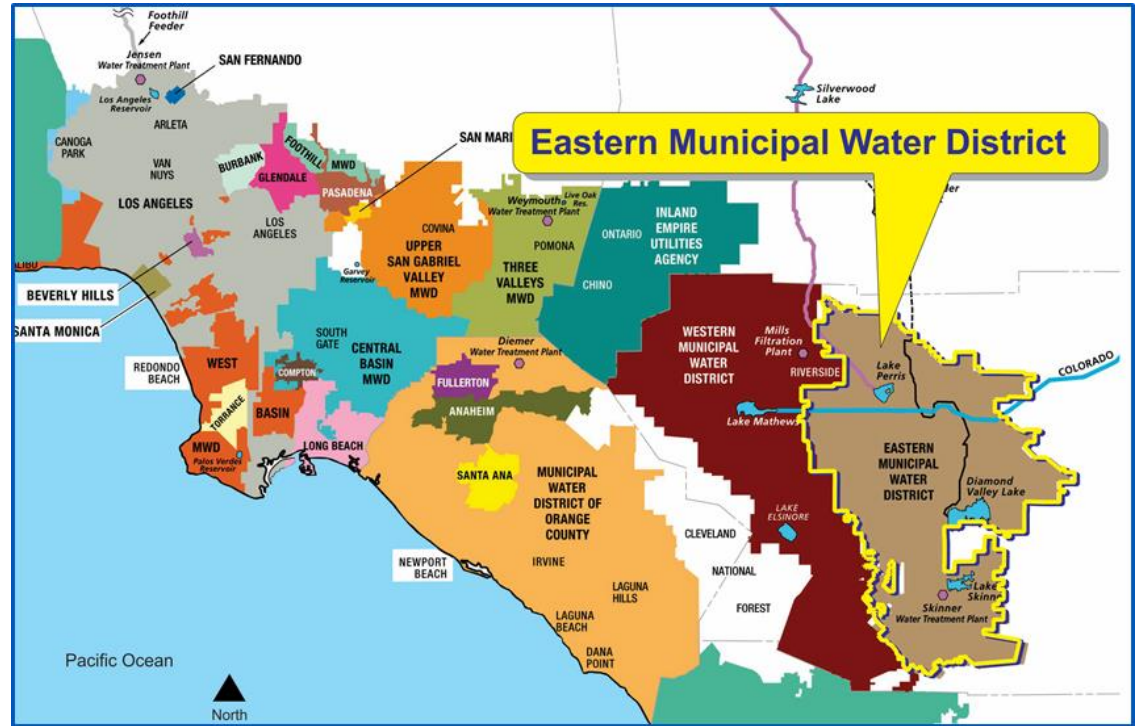 Foothill
Feeder
Jensen
Water Treatment Plant
SAN FERNANDO
Los Angeles
Reservoir
ARLETA
CANOGA
PARK
VAN
NUYS
LOS ANGELES
BURBANK
GLENDALE
FOOTHILL
MWD
PASADENA
LOS
ANGELES
Silverwood
Lake
Eastern Municipal Water District
Weymouth
Water Treatment Plant
Live Oak
Res.
COVINA
UPPER
SAN GABRIEL
VALLEY
MWD
Garvey
Reservoir
POMONA
THREE
VALLEYS
MWD
ONTARIO
INLAND
EMPIRE
UTILITIES
AGENCY
CHINO
BEVERLY HILLS
SANTA MONICA
REDONDO
BEACH
WEST
BASIN
MWD
TORRANCE
Palos Verdes
Reservoir
COMPTON
SOUTH
GATE
CENTRAL
BASIN
MWD
LONG BEACH
Diemer
Water Treatment Plant
FULLERTON
ANAHEIM
SANTA ANA
MUNICIPAL
WATER
DISTRICT OF
ORANGE
COUNTY
NEWPORT
BEACH
IRVINE
LAGUNA
HILLS
LAGUNA
BEACH
DANA
POINT
WESTERN
MUNICIPAL
WATER
DISTRICT
Mills
Filtration
Plant
RIVERSIDE
Lake
Perris
COLORADO
Lake Mathews
EASTERN
MUNICIPAL
WATER
DISTRICT
Diamond
Valley Lake
LAKE
ELSINORE
CLEVELAND
NATIONAL
FOREST
Lake
Skinner
Water Treatment Plant
Pacific Ocean
North